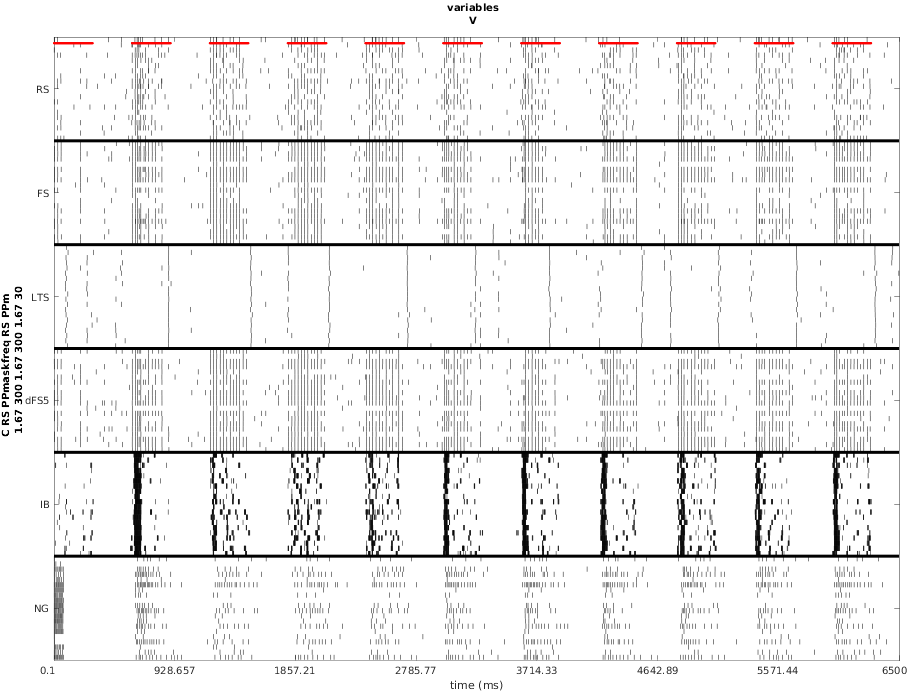 variables
V
RS
FS
LTS
dFS5
IB
NG
C RS PPmaskfreq RS PPm
1.67 300 1.67 300 1.67 30
0.1 928.657 1857.21 2785.77 3714.33 4642.89 5571.44 6500
time (ms)